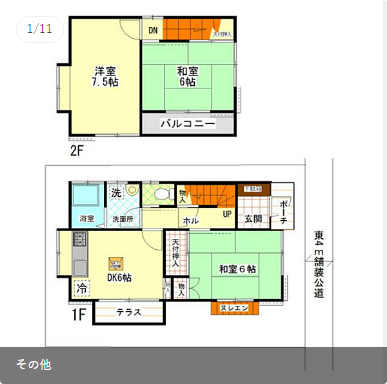 1/11
DN
天付押入
洋室
7.5帖
和室
6帖
バルコニー
2F
洗
物入
浴室
洗面所
ホル
UP
下駄箱
玄関
ポーチ
天付押入
和室6帖
DK6帖
冷
物入
1F
テラス
ヌレエン
東4m舗装公道
その他